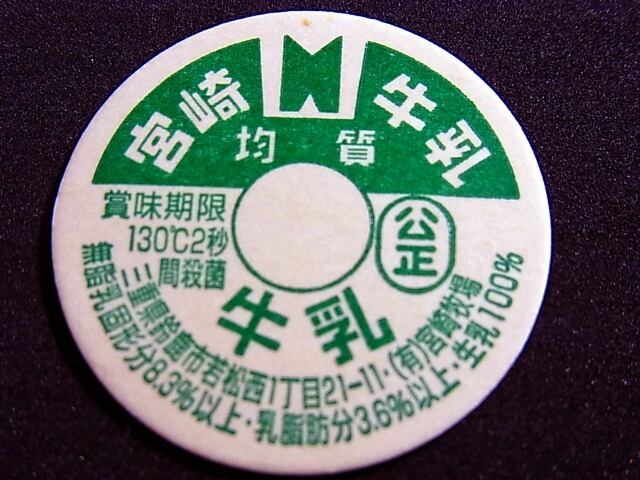 宮崎牛乳
均質
賞味期限
130℃2秒
間殺菌
公正
牛乳
三重県鈴鹿市若松西1丁目21-11・(有)宮崎牧場
無脂乳固形分8.3%以上・乳脂肪分3.6%以上・生乳100%